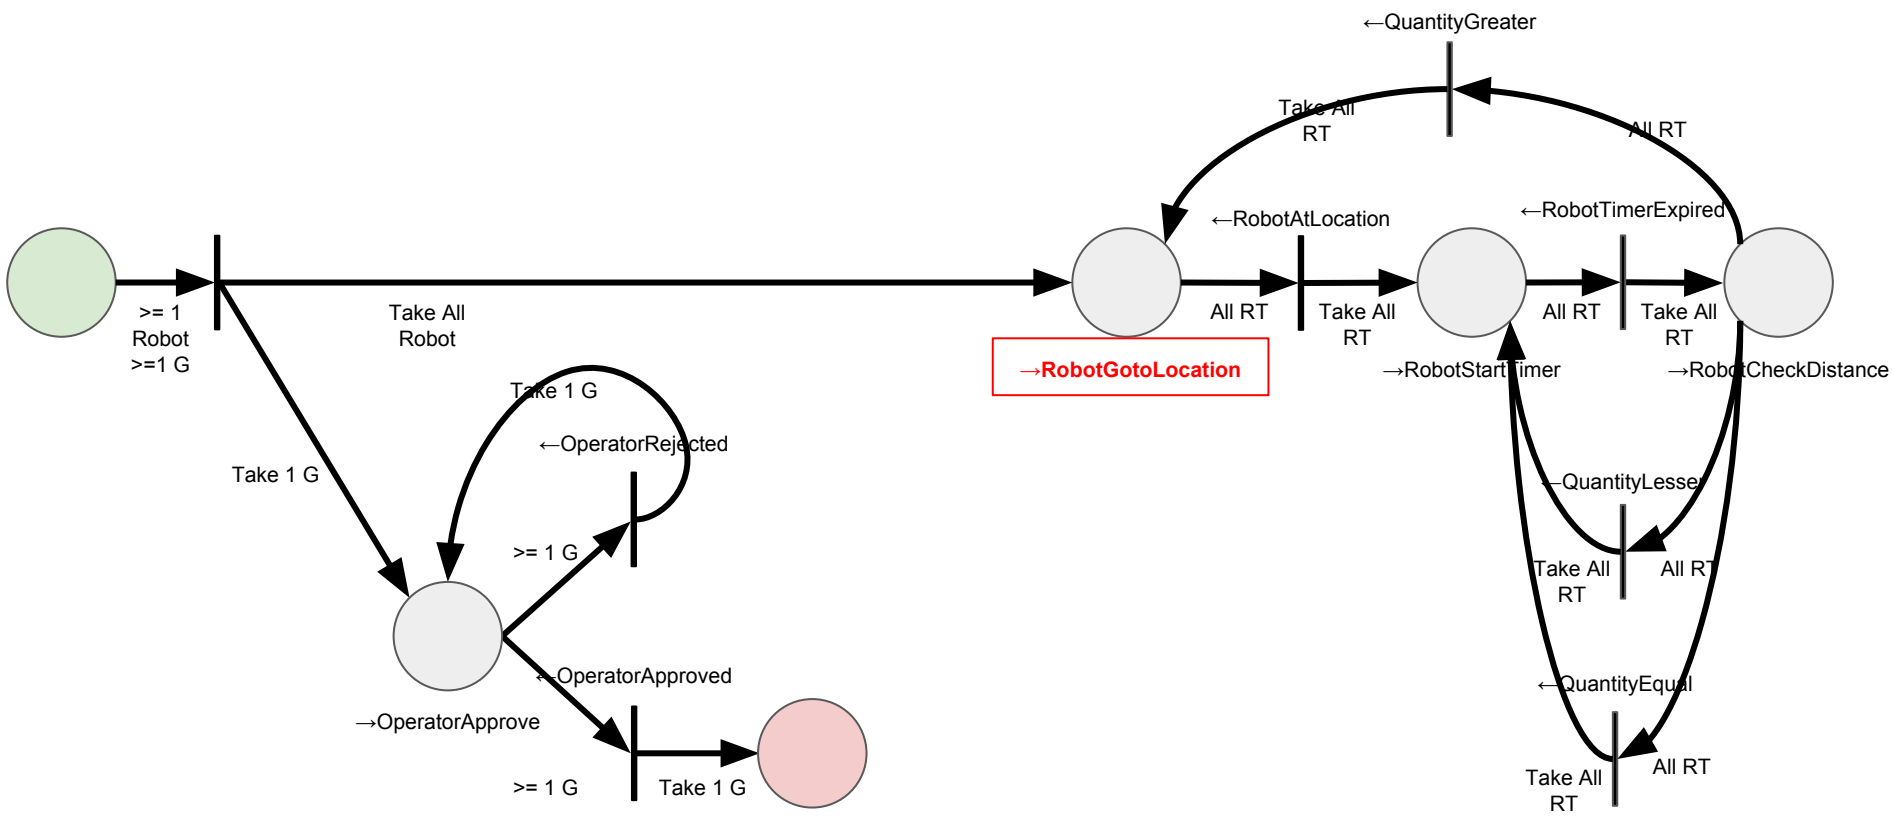 ←QuantityGreater
Take All
RT
All RT
←RobotAtLocation
←RobotTimerExpired
>= 1
Robot
>=1 G
Take All
Robot
All RT
Take All
RT
All RT
Take All
RT
→RobotGotoLocation
→RobotStartTimer
→RobotCheckDistance
Take 1 G
←OperatorRejected
Take 1 G
>= 1 G
←QuantityLesser
Take All
RT
All RT
←OperatorApproved
→OperatorApprove
>= 1 G
Take 1 G
←QuantityEqual
Take All
RT
All RT